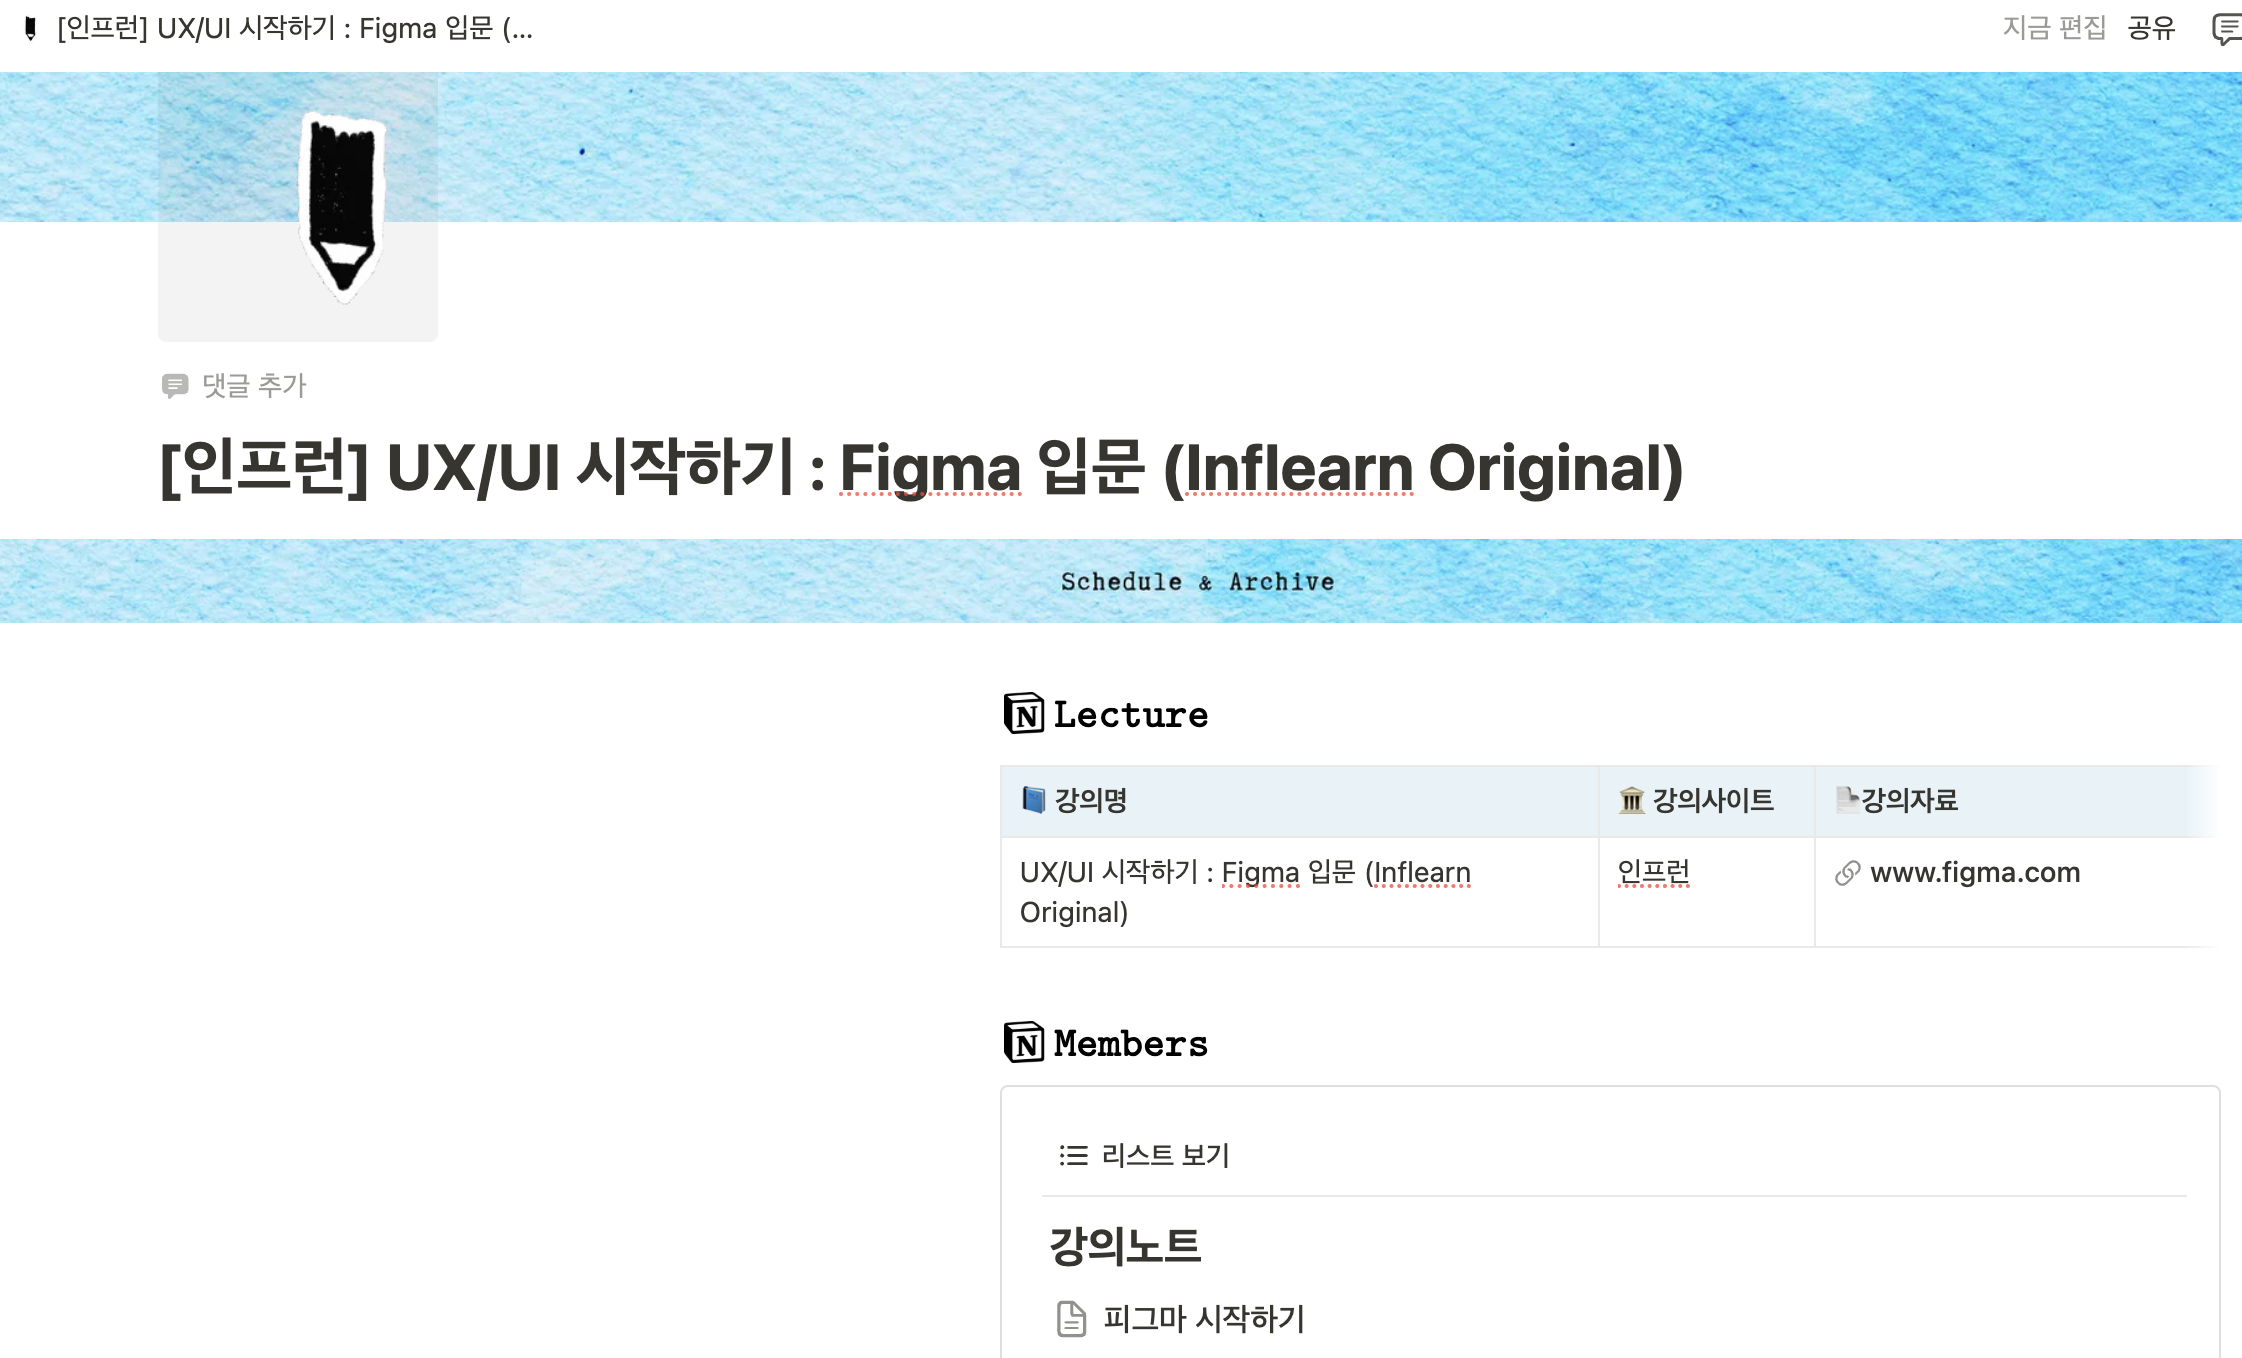 [인프런] UX/UI 시작하기 : Figma 입문 (...
지금 편집 공유
댓글 추가
[인프런] UX/UI 시작하기 : Figma 입문 (Inflearn Original)
Schedule & Archive
Lecture
강의명 강의사이트 강의자료
UX/UI 시작하기 : Figma 입문 (Inflearn
Original)
인프런
www.figma.com
Members
리스트 보기
강의노트
피그마 시작하기